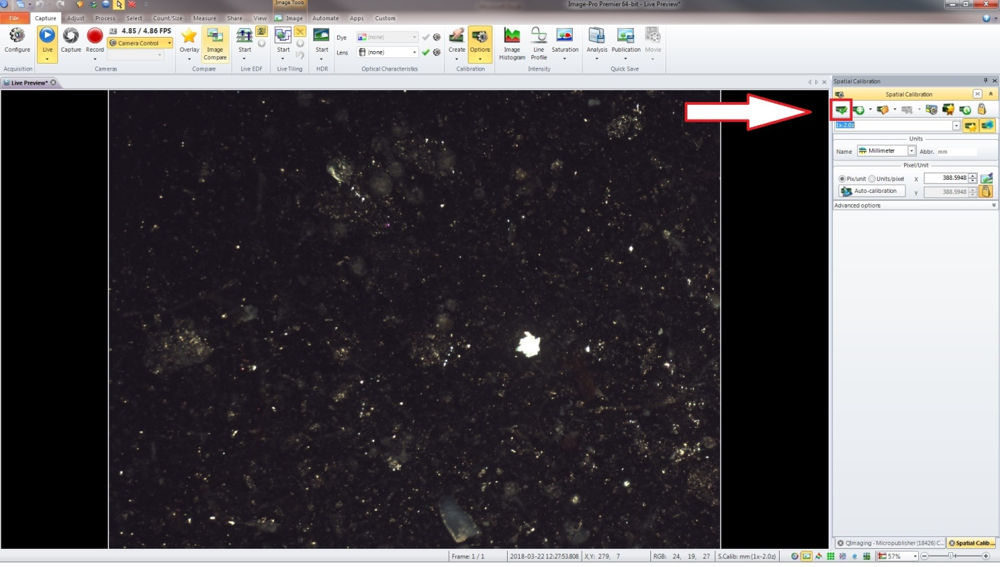 Image Tools
Image-Pro Premier 64-bit - Live Preview*
File Capture Adjust Process Select Count/Size Measure Share View Image Automate Apps Custom
4.85 / 4.86 FPS
Camera Control
Configure Live Capture Record Overlay Image Compare Start Start Start
Dye (none)
Lens (none)
Create Options Image Histogram Line Profile Saturation Analysis Publication Movie
Acquisition Cameras Compare Live EDF Live Tiling HDR Optical Characteristics Calibration Intensity Quick Save
Live Preview*
Spatial Calibration
Spatial Calibration
1x-2.0z
Units
Name Millimeter Abbr. mm
Pixel/Unit
Pix/unit Units/pixel X 388.5948
Auto-calibration Y 388.5948
Advanced options
QImaging - Micropublisher (18426) C... Spatial Calib...
Frame: 1 / 1 2018-03-22 12:27:53.808 X,Y: 279, 7 RGB: 24, 19, 27 S.Calib: mm (1x-2.0z) 57%